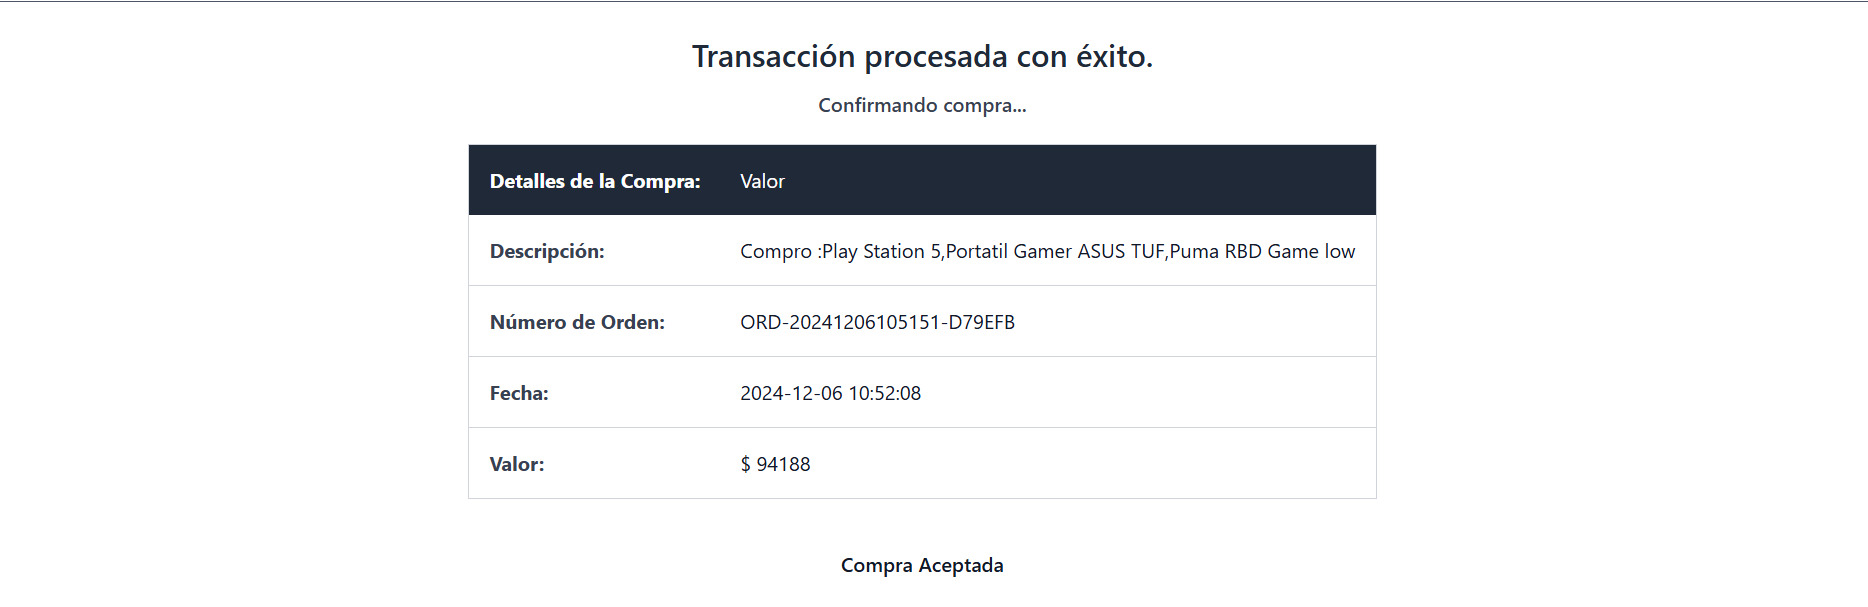 Transacción procesada con éxito.
Confirmando compra...
Detalles de la Compra: Valor
Descripción: Compro :Play Station 5,Portatil Gamer ASUS TUF,Puma RBD Game low
Número de Orden: ORD-20241206105151-D79EFB
Fecha: 2024-12-06 10:52:08
Valor: $ 94188
Compra Aceptada